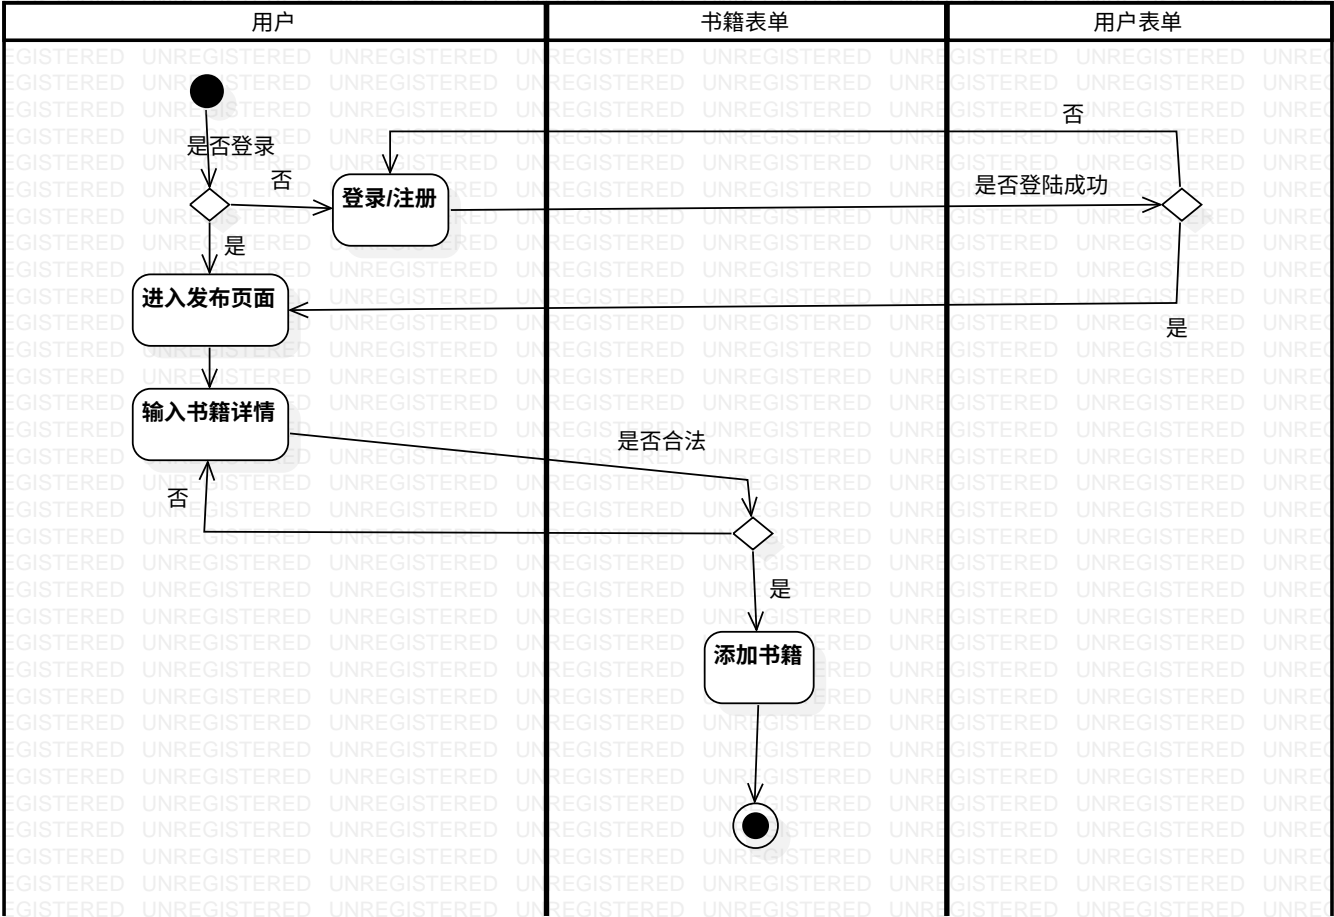 用户
书籍表单
用户表单
否
是否登录
否
登录/注册
是否登陆成功
是
进入发布页面
是
输入书籍详情
是否合法
否
是
添加书籍
UNREGISTERED